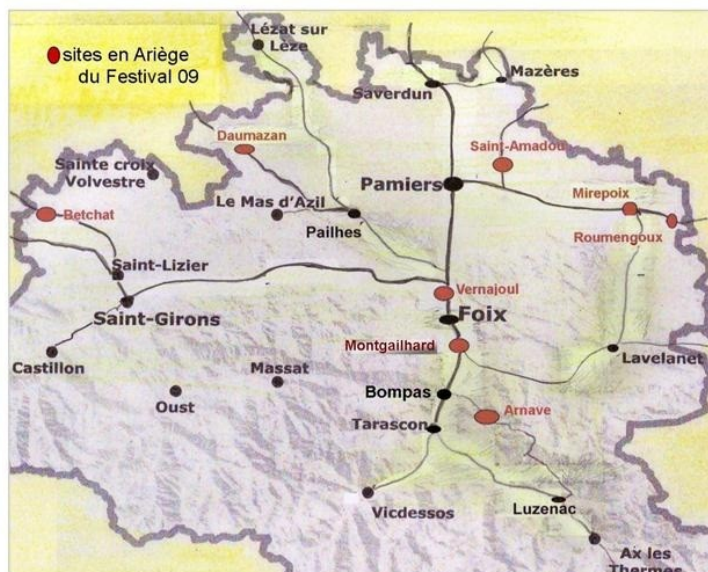 sites en Ariège
du Festival 09
Lézat sur
Lèze
Mazères
Saverdun
Daumazan
Saint-Amadou
Sainte croix
Volvestre
Pamiers
Mirepoix
Le Mas d'Azil
Betchat
Pailhes
Roumengoux
Saint-Lizier
Vernajoul
Saint-Girons
Foix
Montgailhard
Lavelanet
Castillon
Massat
Bompas
Oust
Arnave
Tarascon
Vicdessos
Luzenac
Ax les
Thermes